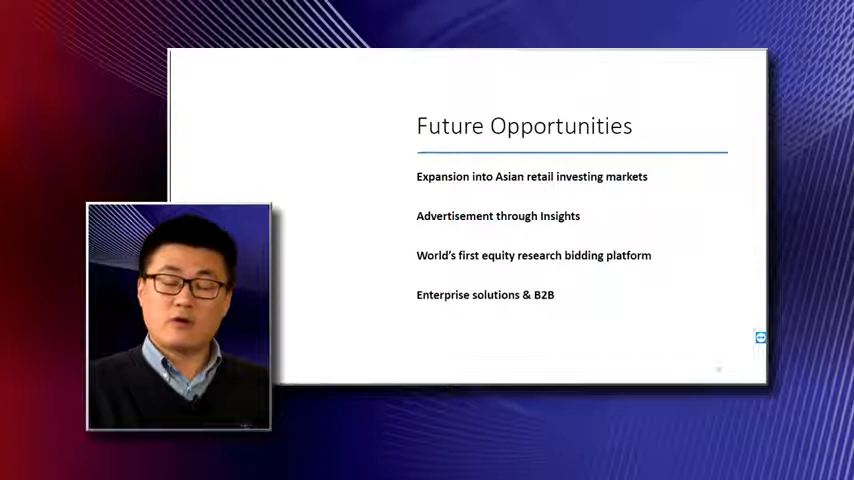 Future Opportunities
Expansion into Asian retail investing markets
Advertisement through Insights
World's first equity research bidding platform
Enterprise solutions & B2B